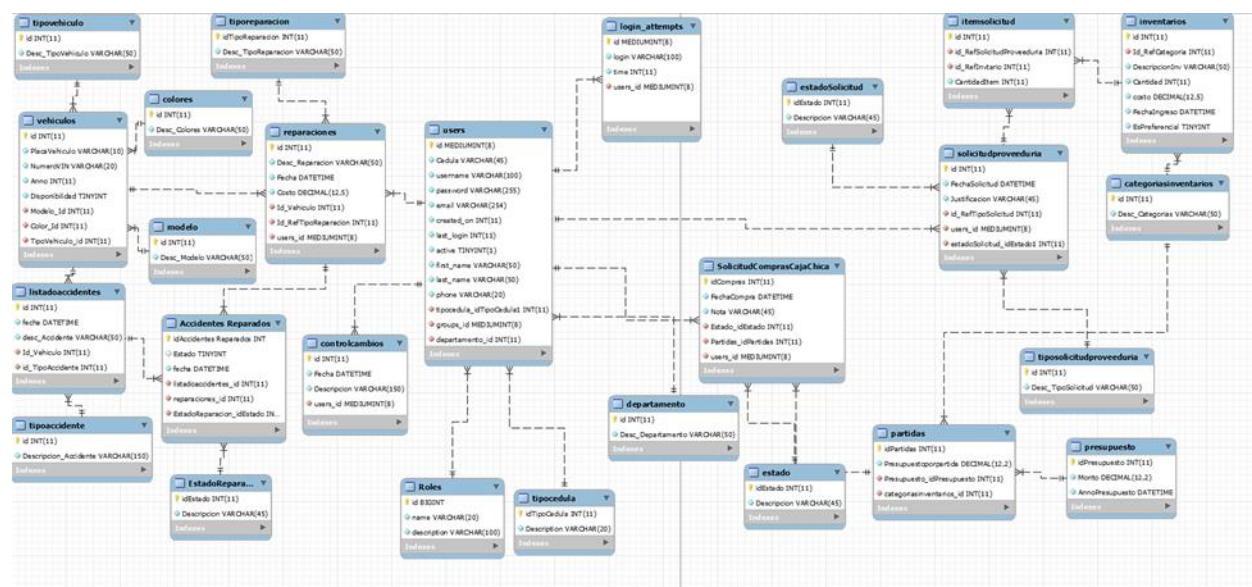 tipovehiculo
id INT(11)
Desc_TipoVehiculo VARCHAR(50)
Indexes
tiporeparacion
idTipoReparacion INT(11)
Desc_TipoReparacion VARCHAR(50)
Indexes
colores
id INT(11)
Desc_Colores VARCHAR(50)
Indexes
vehiculos
id INT(11)
PlacaVehiculo VARCHAR(10)
NumeroVIN VARCHAR(20)
Anno INT(11)
Disponibilidad TINYINT
Modelo_Id INT(11)
Color_Id INT(11)
TipoVehiculo_id INT(11)
Indexes
modelo
id INT(11)
Desc_Modelo VARCHAR(50)
Indexes
reparaciones
id INT(11)
Desc_Reparacion VARCHAR(50)
Fecha DATETIME
Costo DECIMAL(12,5)
Id_Vehiculo INT(11)
Id_RefTipoReparacion INT(11)
users_id MEDIUMINT(8)
Indexes
listadoaccidentes
id INT(11)
fecha DATETIME
desc_Accidente VARCHAR(50)
Id_Vehiculo INT(11)
id_TipoAccidente INT(11)
Indexes
Accidentes Reparados
idAccidentes Reparados INT
Estado TINYINT
fecha DATETIME
listadoaccidentes_id INT(11)
reparaciones_id INT(11)
EstadoReparacion_idEstado IN...
Indexes
tipoaccidente
id INT(11)
Descripcion_Accidente VARCHAR(150)
Indexes
EstadoRepara...
idEstado INT(11)
Descripcion VARCHAR(45)
Indexes
controlcambios
id INT(11)
Fecha DATETIME
Descripcion VARCHAR(150)
users_id MEDIUMINT(8)
Indexes
users
id MEDIUMINT(8)
Cedula VARCHAR(45)
username VARCHAR(100)
password VARCHAR(255)
email VARCHAR(254)
created_on INT(11)
last_login INT(11)
active TINYINT(1)
first_name VARCHAR(50)
last_name VARCHAR(50)
phone VARCHAR(20)
tipocedula_idTipoCedula1 INT(11)
groups_id MEDIUMINT(8)
departamento_id INT(11)
Indexes
Roles
id BIGINT
name VARCHAR(20)
description VARCHAR(100)
Indexes
tipocedula
idTipoCedula INT(11)
Description VARCHAR(20)
Indexes
login_attempts
id MEDIUMINT(8)
login VARCHAR(100)
time INT(11)
users_id MEDIUMINT(8)
Indexes
departamento
id INT(11)
Desc_Departamento VARCHAR(50)
Indexes
SolicitudComprasCajaChica
idCompras INT(11)
FechaCompra DATETIME
Nota VARCHAR(45)
Estado_idEstado INT(11)
Partidas_idPartidas INT(11)
users_id MEDIUMINT(8)
Indexes
estado
idEstado INT(11)
Descripcion VARCHAR(45)
Indexes
estadoSolicitud
idEstado INT(11)
Descripcion VARCHAR(45)
Indexes
itemsolicitud
id INT(11)
id_RefSolicitudProveeduria INT(11)
id_RefInvtario INT(11)
CantidadItem INT(11)
Indexes
inventarios
id INT(11)
Id_RefCategoria INT(11)
DescripcionInv VARCHAR(50)
Cantidad INT(11)
costo DECIMAL(12,5)
FechaIngreso DATETIME
EsPreferencial TINYINT
Indexes
solicitudproveeduria
id INT(11)
FechaSolicitud DATETIME
Justificacion VARCHAR(45)
id_RefTipoSolicitud INT(11)
users_id MEDIUMINT(8)
estadoSolicitud_idEstado1 INT(11)
Indexes
categoriasinventarios
id INT(11)
Desc_Categorias VARCHAR(50)
Indexes
tiposolicitudproveeduria
id INT(11)
Desc_TipoSolicitud VARCHAR(50)
Indexes
partidas
idPartidas INT(11)
Presupuestoporpartida DECIMAL(12,2)
Presupuesto_idPresupuesto INT(11)
categoriasinventarios_id INT(11)
Indexes
presupuesto
idPresupuesto INT(11)
Monto DECIMAL(12,2)
AnnoPresupuesto DATETIME
Indexes